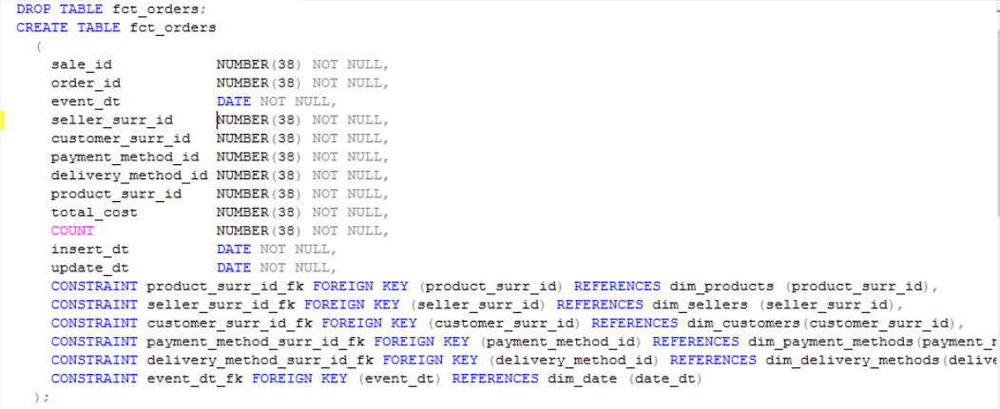 DROP TABLE fct_orders;
CREATE TABLE fct_orders
(
sale_id NUMBER(38) NOT NULL,
order_id NUMBER(38) NOT NULL,
event_dt DATE NOT NULL,
seller_surr_id NUMBER(38) NOT NULL,
customer_surr_id NUMBER(38) NOT NULL,
payment_method_id NUMBER(38) NOT NULL,
delivery_method_id NUMBER(38) NOT NULL,
product_surr_id NUMBER(38) NOT NULL,
total_cost NUMBER(38) NOT NULL,
COUNT NUMBER(38) NOT NULL,
insert_dt DATE NOT NULL,
update_dt DATE NOT NULL,
CONSTRAINT product_surr_id_fk FOREIGN KEY (product_surr_id) REFERENCES dim_products (product_surr_id),
CONSTRAINT seller_surr_id_fk FOREIGN KEY (seller_surr_id) REFERENCES dim_sellers (seller_surr_id),
CONSTRAINT customer_surr_id_fk FOREIGN KEY (customer_surr_id) REFERENCES dim_customers(customer_surr_id),
CONSTRAINT payment_method_surr_id_fk FOREIGN KEY (payment_method_id) REFERENCES dim_payment_methods(payment_
CONSTRAINT delivery_method_surr_id_fk FOREIGN KEY (delivery_method_id) REFERENCES dim_delivery_methods(delive
CONSTRAINT event_dt_fk FOREIGN KEY (event_dt) REFERENCES dim_date (date_dt)
);